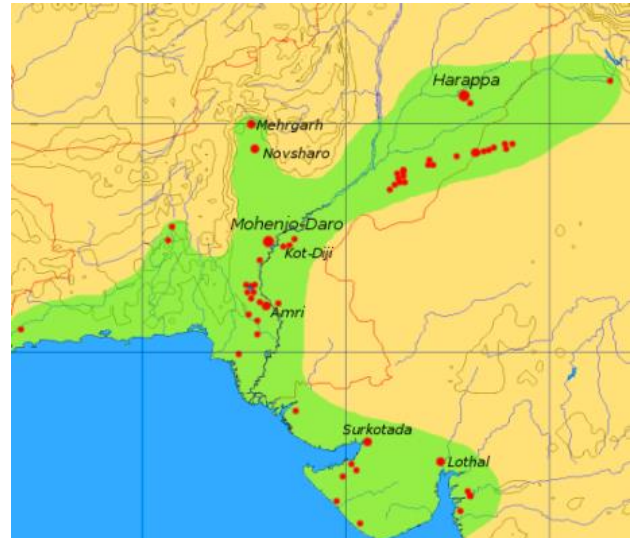 Harappa
Mehrgarh
Novsharo
Mohenjo-Daro
Kot-Diji
Amri
Surkotada
Lothal